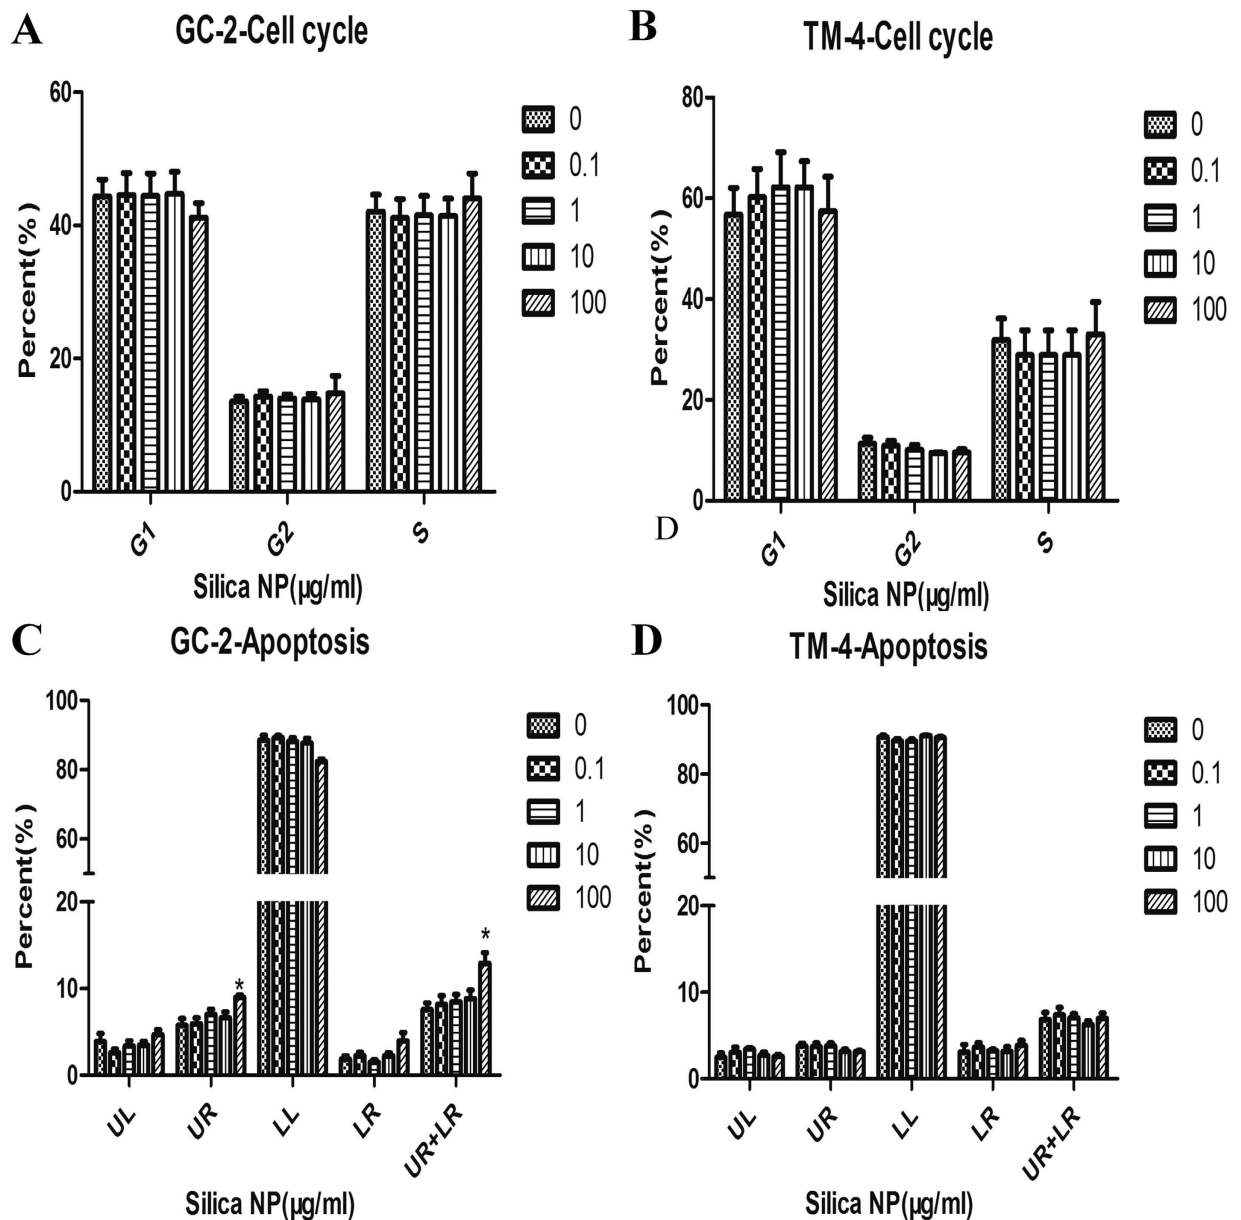 A
GC-2-Cell cycle
Percent(%)
60
40
20
0
G1
G2
S
Silica NP(µg/ml)
0
0.1
1
10
100
B
TM-4-Cell cycle
Percent(%)
80
60
40
20
0
D
G1
G2
S
Silica NP(µg/ml)
0
0.1
1
10
100
C
GC-2-Apoptosis
Percent(%)
100
80
60
20
10
0
*
*
UL
UR
LL
LR
UR+LR
Silica NP(µg/ml)
0
0.1
1
10
100
D
TM-4-Apoptosis
Percent(%)
100
80
60
20
10
0
UL
UR
LL
LR
UR+LR
Silica NP(µg/ml)
0
0.1
1
10
100